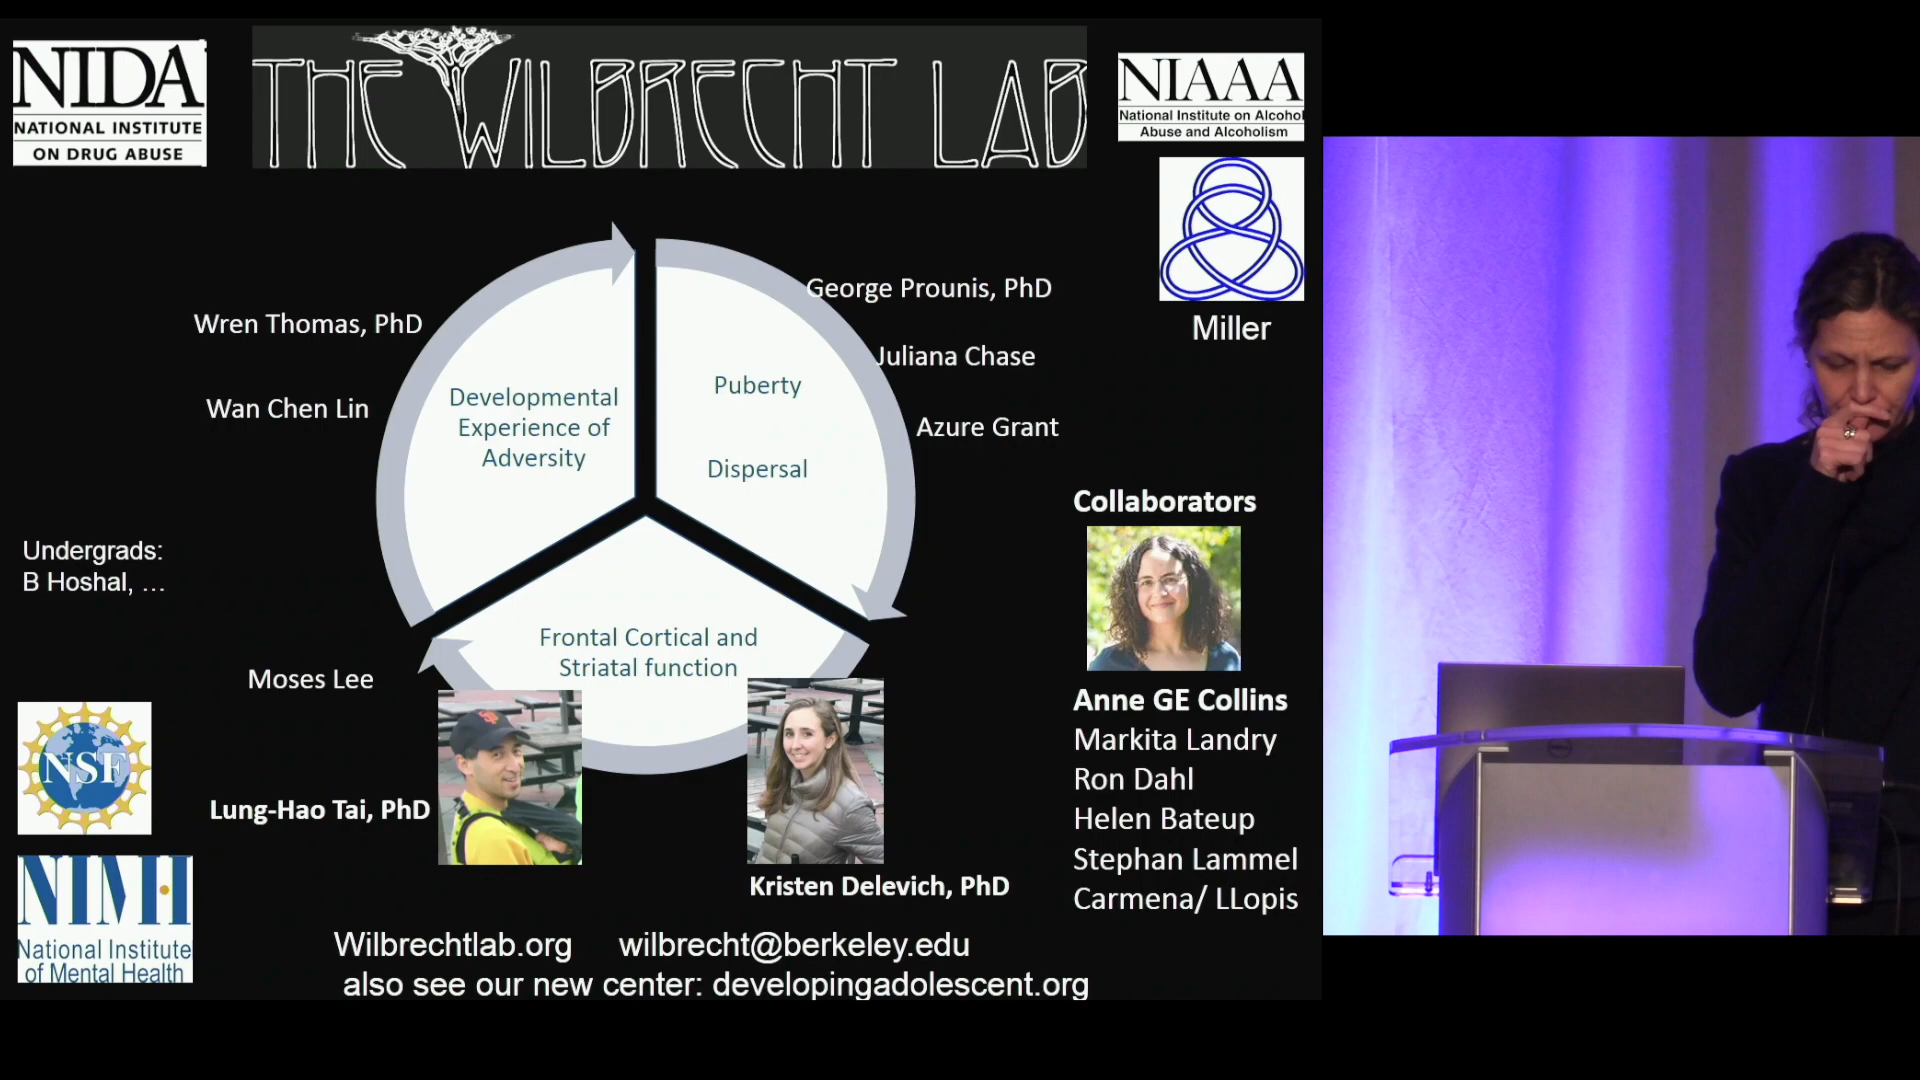 NIDA
NATIONAL INSTITUTE
ON DRUG ABUSE
THE WILBRECHT LAB
NIAAA
National Institute on Alcohol
Abuse and Alcoholism
Miller
George Prounis, PhD
Wren Thomas, PhD
Juliana Chase
Wan Chen Lin
Azure Grant
Developmental
Experience of
Adversity
Puberty
Dispersal
Collaborators
Undergrads:
B Hoshal, …
Frontal Cortical and
Striatal function
Moses Lee
Anne GE Collins
Markita Landry
Ron Dahl
Helen Bateup
Stephan Lammel
Carmena/ LLopis
NSF
Lung-Hao Tai, PhD
Kristen Delevich, PhD
NIMH
National Institute
of Mental Health
Wilbrechtlab.org wilbrecht@berkeley.edu
also see our new center: developingadolescent.org